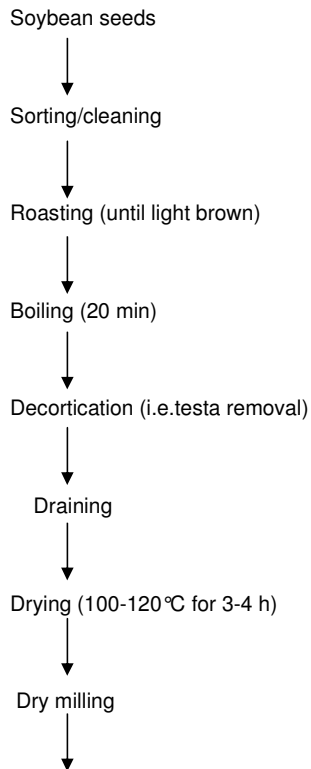 Soybean seeds
Sorting/cleaning
Roasting (until light brown)
Boiling (20 min)
Decortication (i.e.testa removal)
Draining
Drying (100-120°C for 3-4 h)
Dry milling